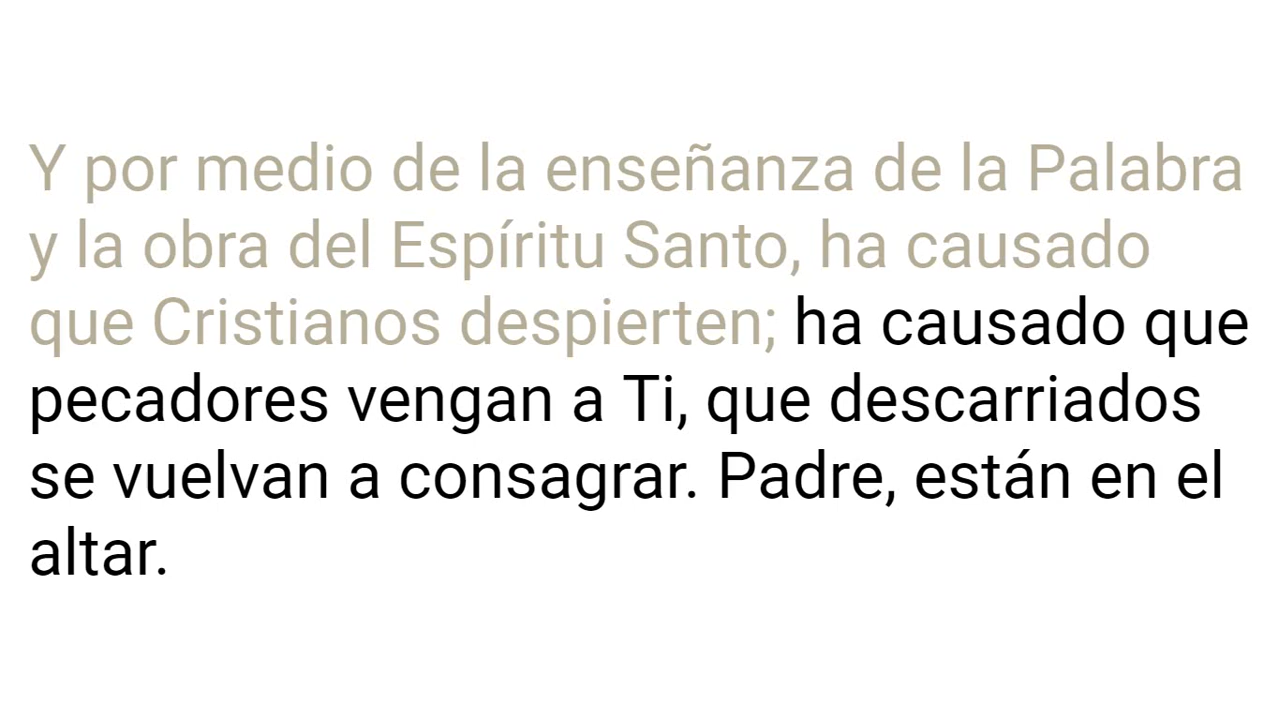 Y por medio de la enseñanza de la Palabra
y la obra del Espíritu Santo, ha causado
que Cristianos despierten; ha causado que
pecadores vengan a Ti, que descarriados
se vuelvan a consagrar. Padre, están en el
altar.